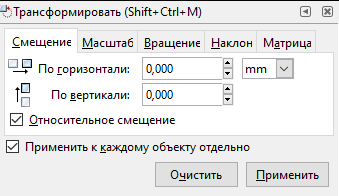 Трансформировать (Shift+Ctrl+M)
Смещение Масштаб Вращение Наклон Матрица
По горизонтали: 0,000 mm
По вертикали: 0,000
Относительное смещение
Применить к каждому объекту отдельно
Очистить Применить